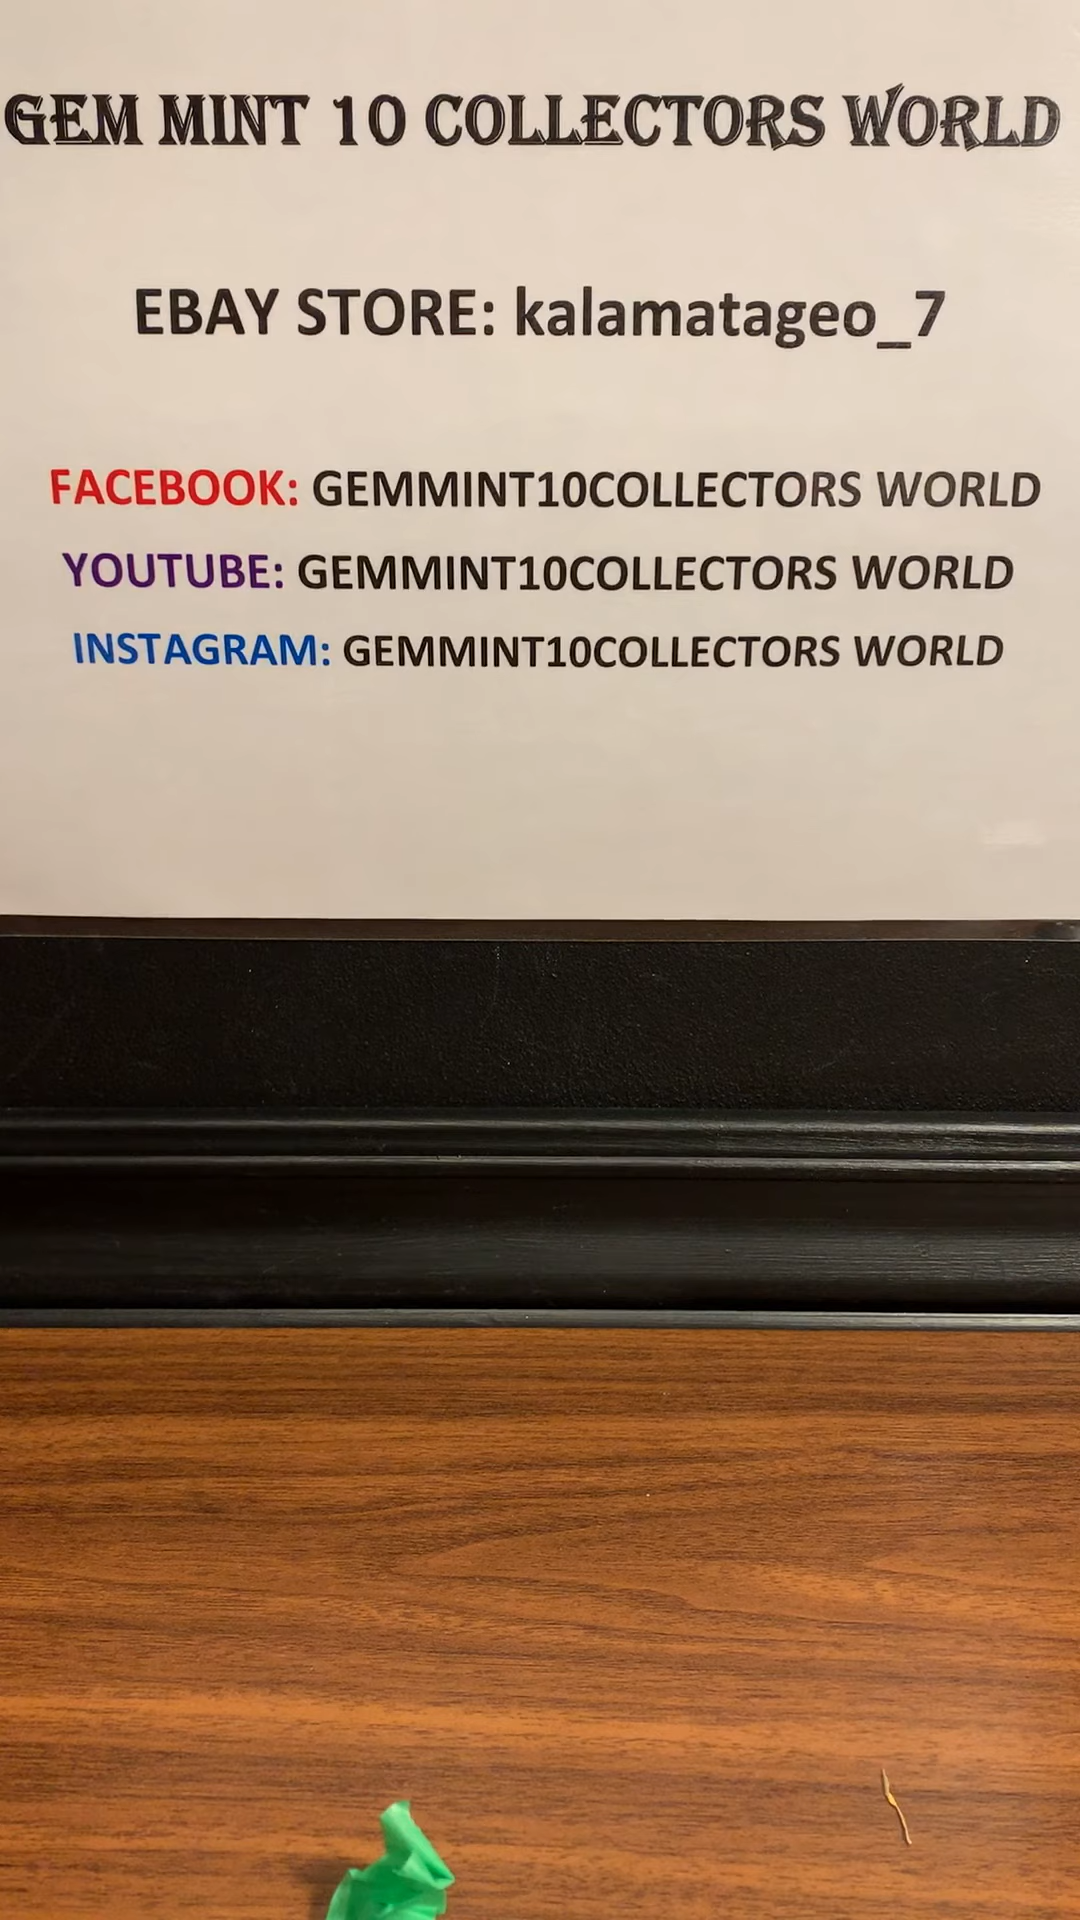 GEM MINT 10 COLLECTORS WORLD
EBAY STORE: kalamatageo_7
FACEBOOK: GEMMINT10COLLECTORS WORLD
YOUTUBE: GEMMINT10COLLECTORS WORLD
INSTAGRAM: GEMMINT10COLLECTORS WORLD